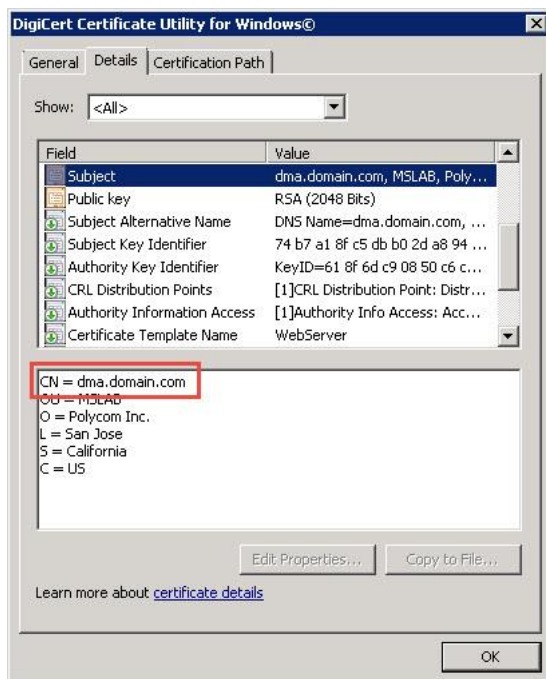 DigiCert Certificate Utility for Windows©
General Details Certification Path
Show: <All>
Field Value
Subject dma.domain.com, MSLAB, Poly...
Public key RSA (2048 Bits)
Subject Alternative Name DNS Name=dma.domain.com, ...
Subject Key Identifier 74 b7 a1 8f c5 db b0 2d a8 94 ...
Authority Key Identifier KeyID=61 8f 6d c9 08 50 c6 c...
CRL Distribution Points [1]CRL Distribution Point: Distr...
Authority Information Access [1]Authority Info Access: Acc...
Certificate Template Name WebServer
CN = dma.domain.com
OU = MSLAB
O = Polycom Inc.
L = San Jose
S = California
C = US
Edit Properties... Copy to File...
Learn more about certificate details
OK